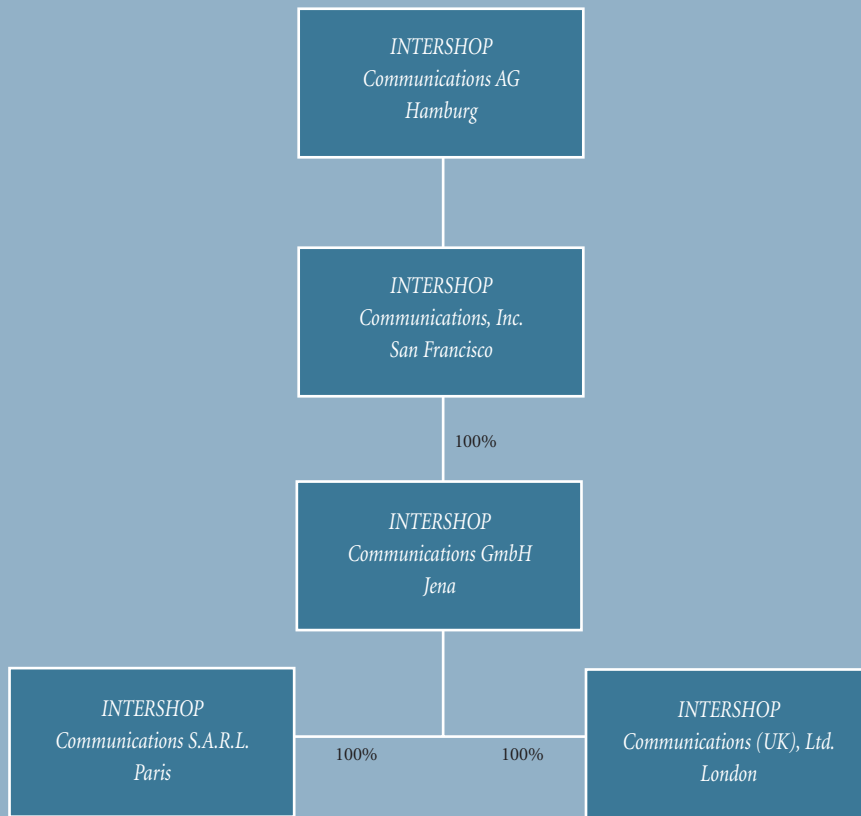 INTERSHOP
Communications AG
Hamburg
INTERSHOP
Communications, Inc.
San Francisco
100%
INTERSHOP
Communications GmbH
Jena
INTERSHOP
Communications S.A.R.L.
Paris
100%
100%
INTERSHOP
Communications (UK), Ltd.
London